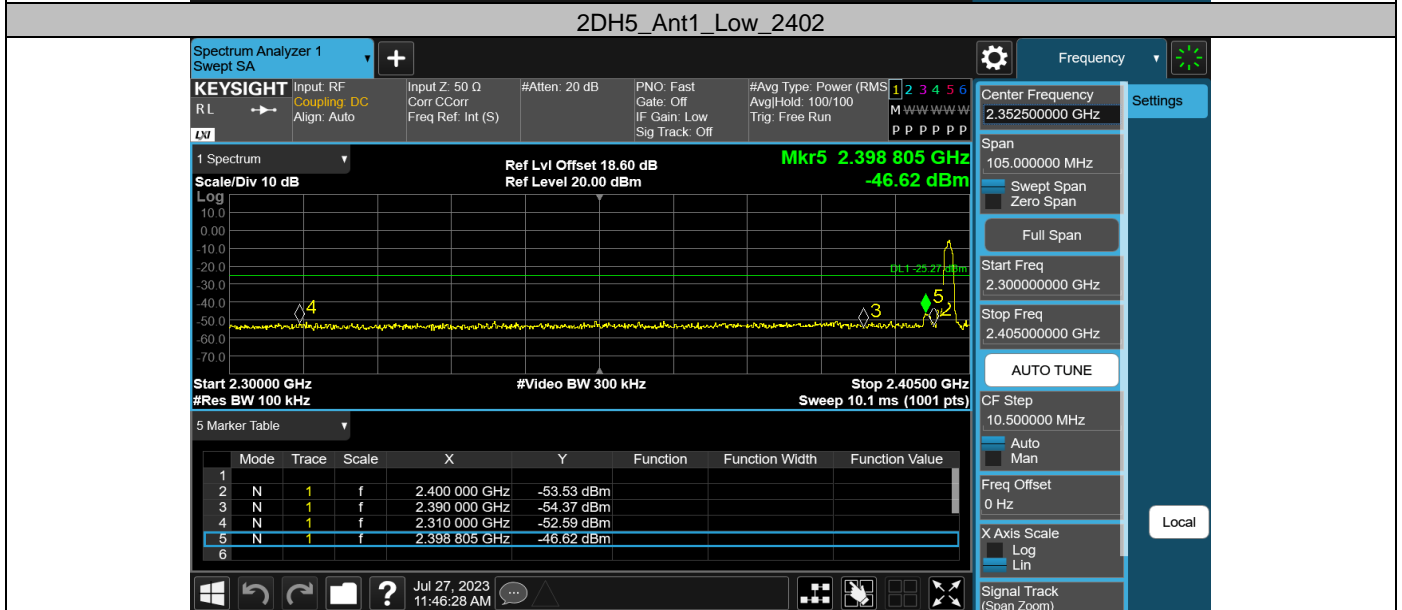 2DH5_Ant1_Low_2402
Spectrum Analyzer 1
Swept SA
+
Frequency
KEYSIGHT
RL
LXI
Input: RF
Coupling: DC
Align: Auto
Input Z: 50 Ω
Corr CCorr
Freq Ref: Int (S)
#Atten: 20 dB
PNO: Fast
Gate: Off
IF Gain: Low
Sig Track: Off
#Avg Type: Power (RMS
Avg|Hold: 100/100
Trig: Free Run
1 2 3 4 5 6
M W W W W W
P P P P P P
1 Spectrum
Scale/Div 10 dB
Ref Lvl Offset 18.60 dB
Ref Level 20.00 dBm
Mkr5 2.398 805 GHz
-46.62 dBm
Log
10.0
0.00
-10.0
-20.0
-30.0
-40.0
-50.0
-60.0
-70.0
DL1 -25.27 dBm
4
3
5
2
Start 2.30000 GHz
#Video BW 300 kHz
Stop 2.40500 GHz
#Res BW 100 kHz
Sweep 10.1 ms (1001 pts)
5 Marker Table
Mode Trace Scale X Y Function Function Width Function Value
1
2 N 1 f 2.400 000 GHz -53.53 dBm
3 N 1 f 2.390 000 GHz -54.37 dBm
4 N 1 f 2.310 000 GHz -52.59 dBm
5 N 1 f 2.398 805 GHz -46.62 dBm
6
?
Jul 27, 2023
11:46:28 AM
Center Frequency
2.352500000 GHz
Settings
Span
105.000000 MHz
Swept Span
Zero Span
Full Span
Start Freq
2.300000000 GHz
Stop Freq
2.405000000 GHz
AUTO TUNE
CF Step
10.500000 MHz
Auto
Man
Freq Offset
0 Hz
X Axis Scale
Log
Lin
Local
Signal Track
(Span Zoom)